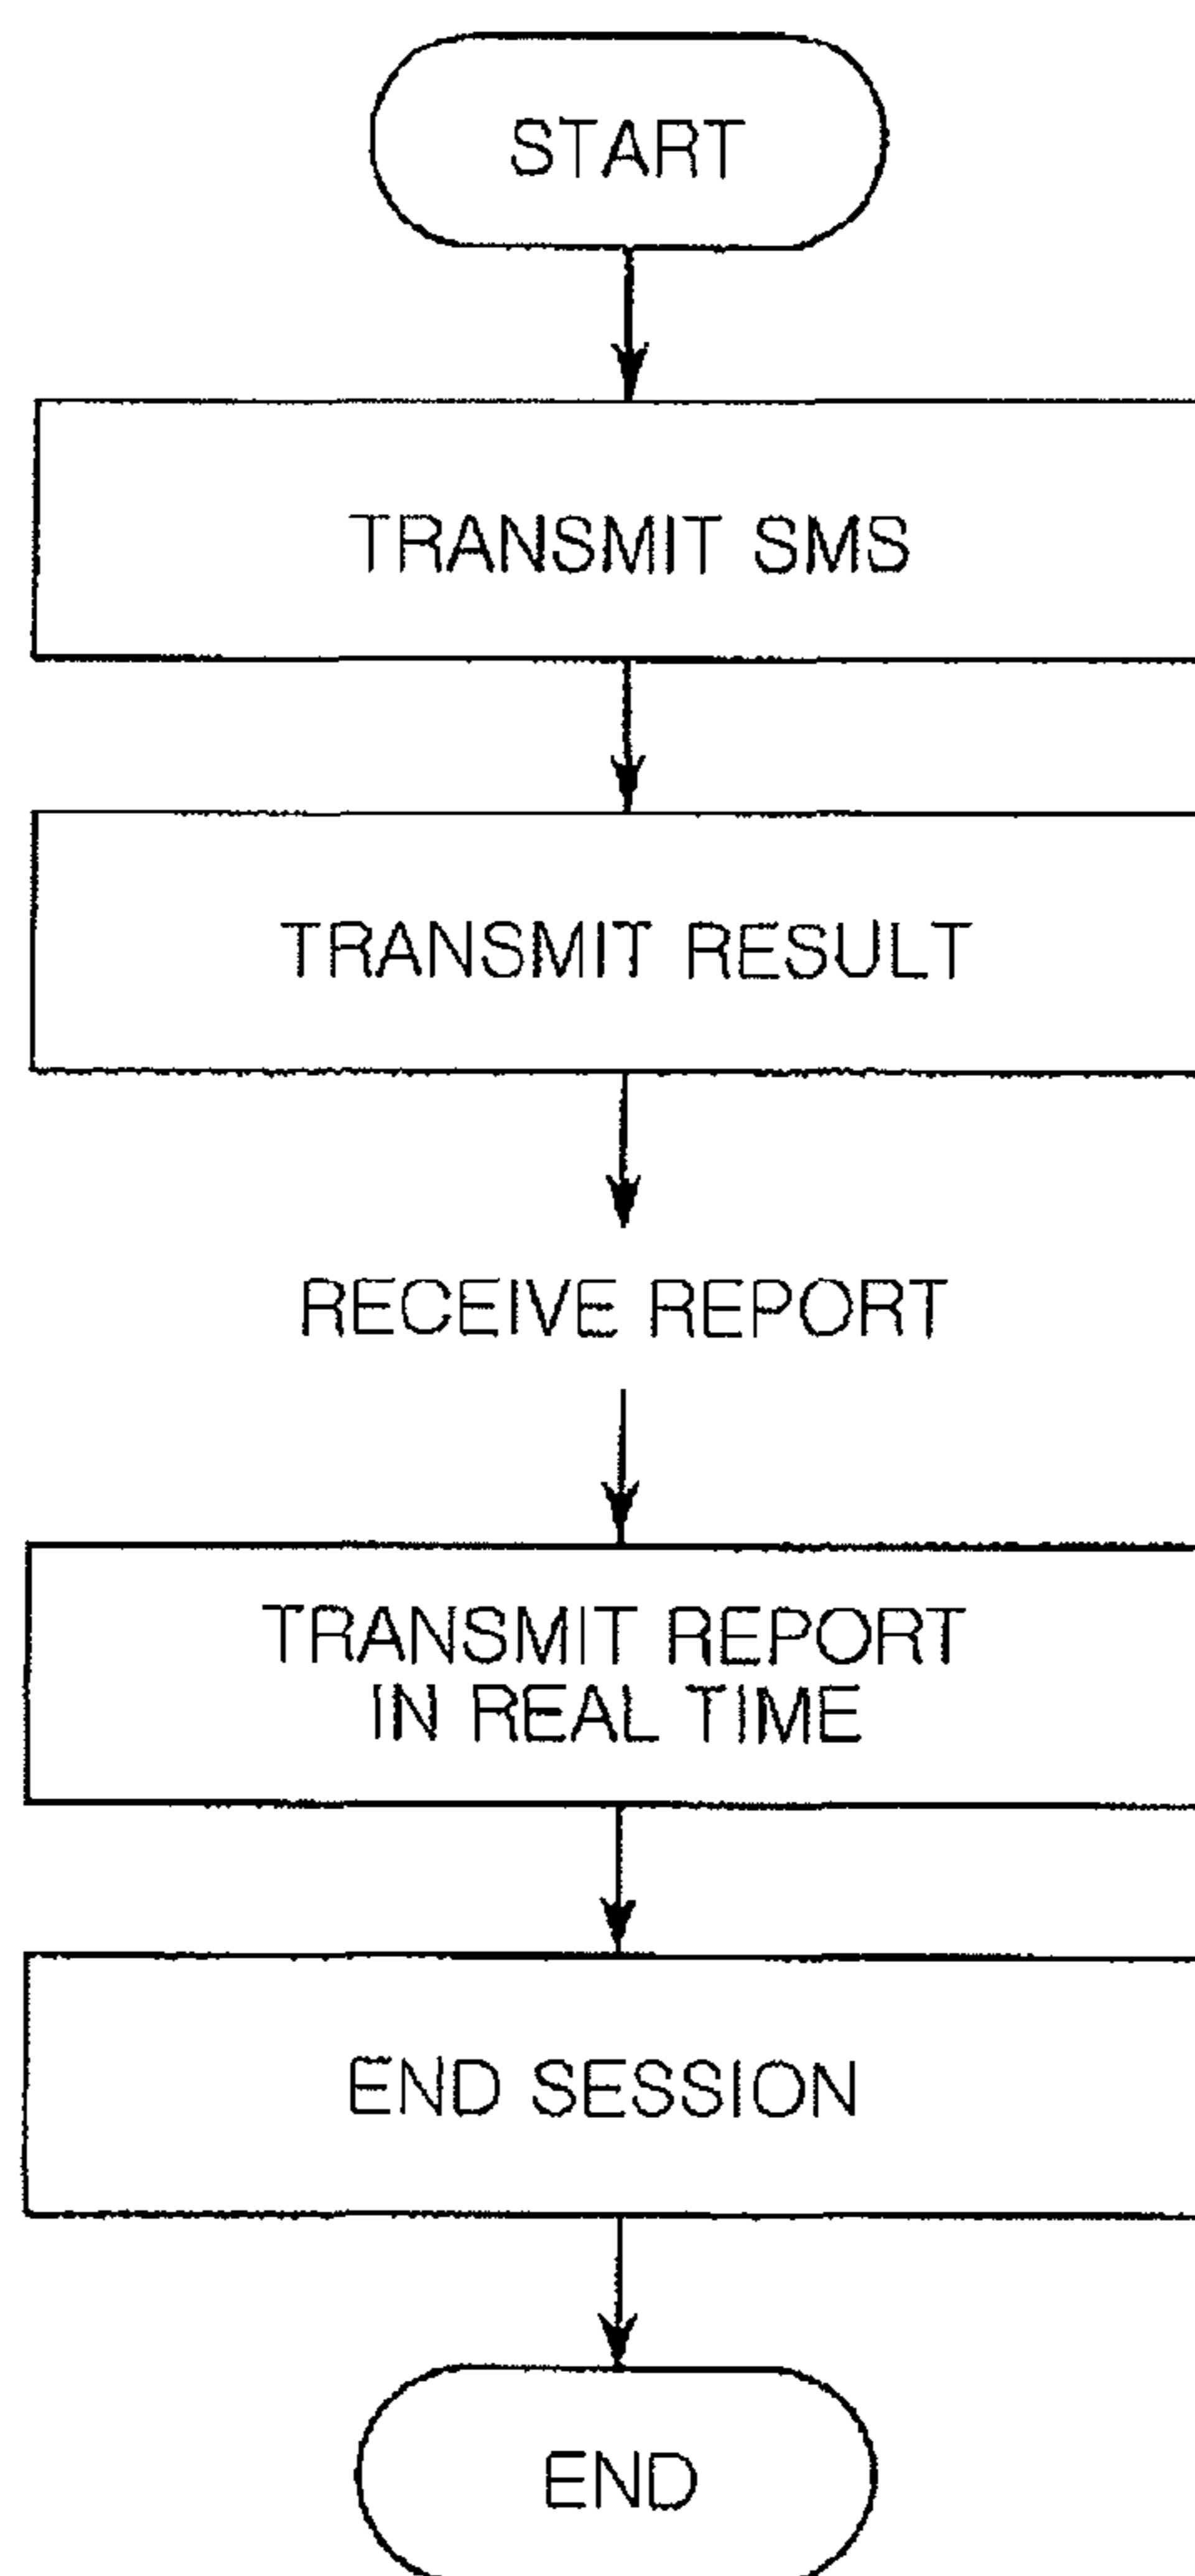 START
TRANSMIT SMS
TRANSMIT RESULT
RECEIVE REPORT
TRANSMIT REPORT
IN REAL TIME
END SESSION
END